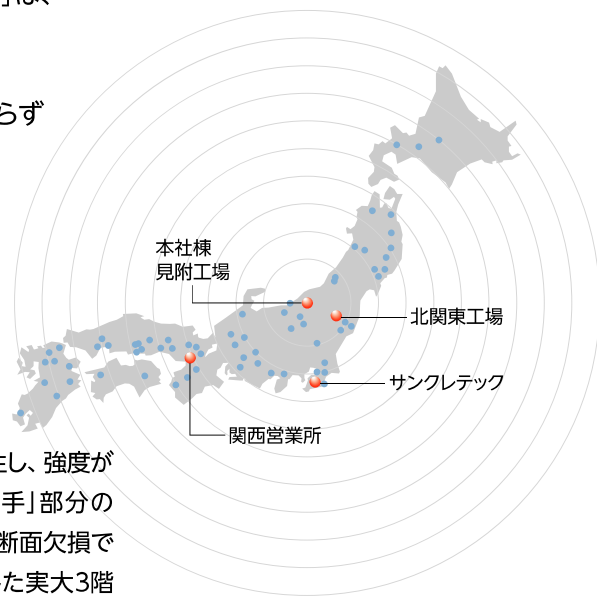 らず
本社棟
見附工場
北関東工場
サンクレテック
関西営業所
し、強度が
手」部分の
断面欠損で
た実大3階